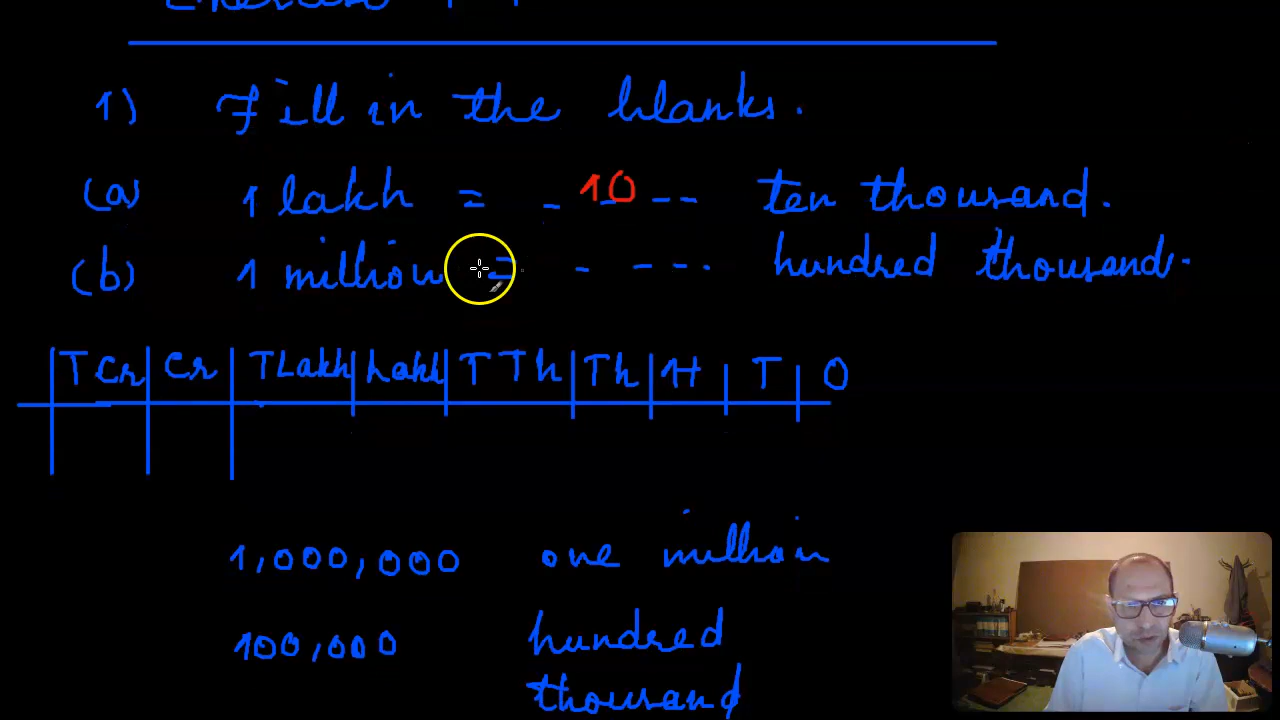 1) Fill in the blanks.
(a) 1 lakh = - 10 -- ten thousand.
(b) 1 million = - ---. hundred thousand.
T Cr Cr TLakh Lakh T Th Th H T O
1,000,000 one million
100,000 hundred
thousand